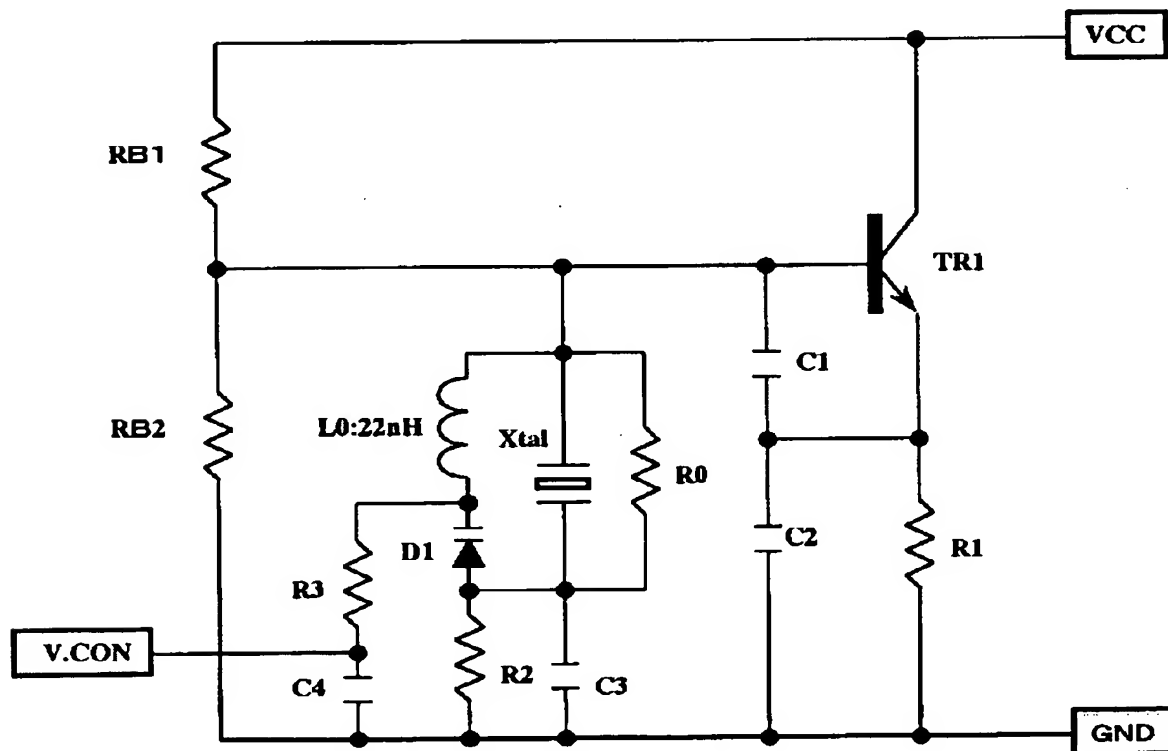 VCC
RB1
TR1
C1
L0:22nH
Xtal
RB2
R0
C2
D1
R1
R3
V.CON
R2
C4
C3
GND